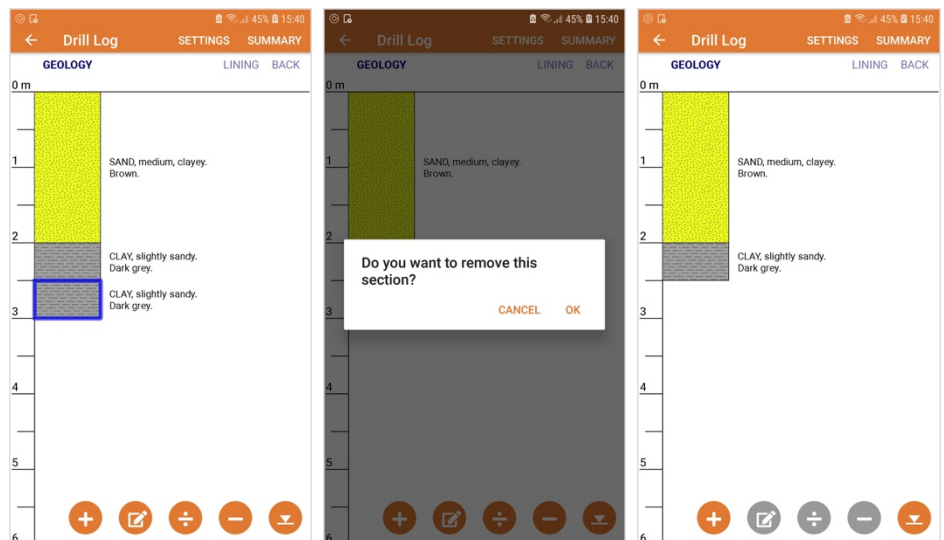 45% 15:40
Drill Log SETTINGS SUMMARY
GEOLOGY LINING BACK
0 m
1
SAND, medium, clayey.
Brown.
2
CLAY, slightly sandy.
Dark grey.
CLAY, slightly sandy.
Dark grey.
3
4
5
6
45% 15:40
Drill Log SETTINGS SUMMARY
GEOLOGY LINING BACK
0 m
1
SAND, medium, clayey.
Brown.
2
Do you want to remove this
section?
CANCEL OK
3
4
5
6
45% 15:40
Drill Log SETTINGS SUMMARY
GEOLOGY LINING BACK
0 m
1
SAND, medium, clayey.
Brown.
2
CLAY, slightly sandy.
Dark grey.
3
4
5
6